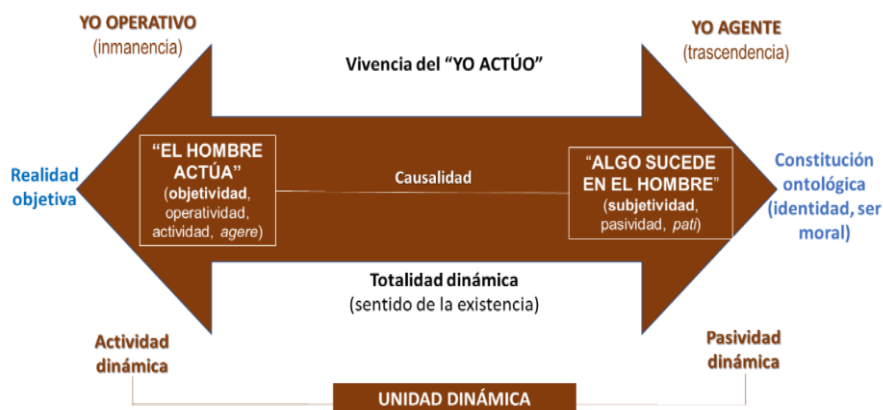 YO OPERATIVO
(inmanencia)
YO AGENTE
(trascendencia)
Vivencia del “YO ACTÚO”
Realidad
objetiva
“EL HOMBRE
ACTÚA”
(objetividad,
operatividad,
actividad, agere)
Causalidad
“ALGO SUCEDE
EN EL HOMBRE”
(subjetividad,
pasividad, pati)
Constitución
ontológica
(identidad, ser
moral)
Totalidad dinámica
(sentido de la existencia)
Actividad
dinámica
Pasividad
dinámica
UNIDAD DINÁMICA